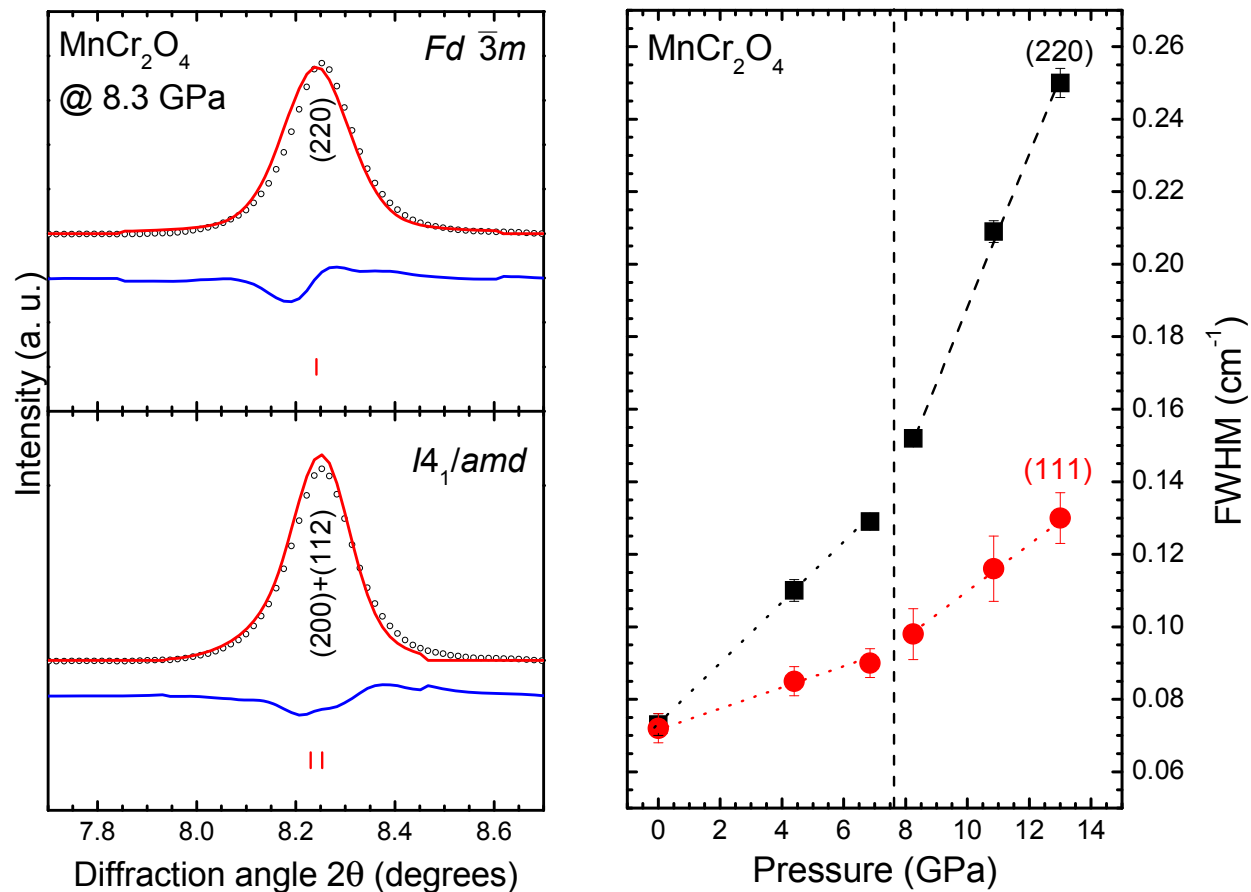 MnCr₂O₄
@ 8.3 GPa
Fd 3̅m
(220)
I4₁/amd
(200)+(112)
Intensity (a. u.)
7.8 8.0 8.2 8.4 8.6
Diffraction angle 2θ (degrees)
MnCr₂O₄
(220)
(111)
0.26
0.24
0.22
0.20
0.18
0.16
0.14
0.12
0.10
0.08
0.06
FWHM (cm⁻¹)
0 2 4 6 8 10 12 14
Pressure (GPa)